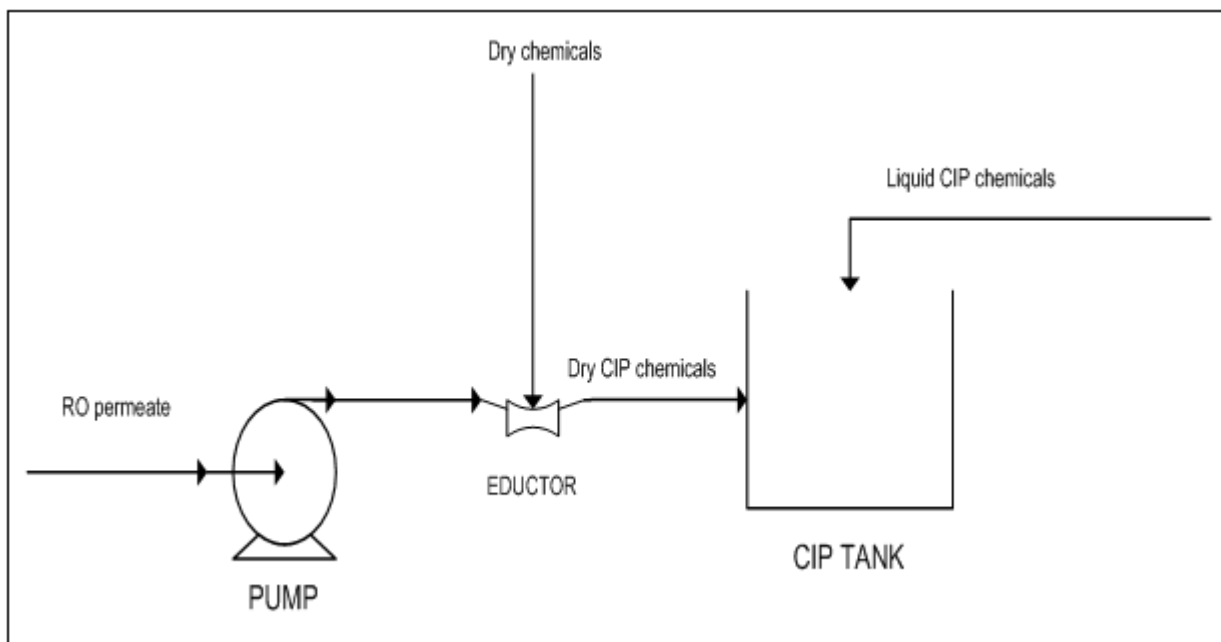 Dry chemicals
Liquid CIP chemicals
Dry CIP chemicals
RO permeate
EDUCTOR
CIP TANK
PUMP